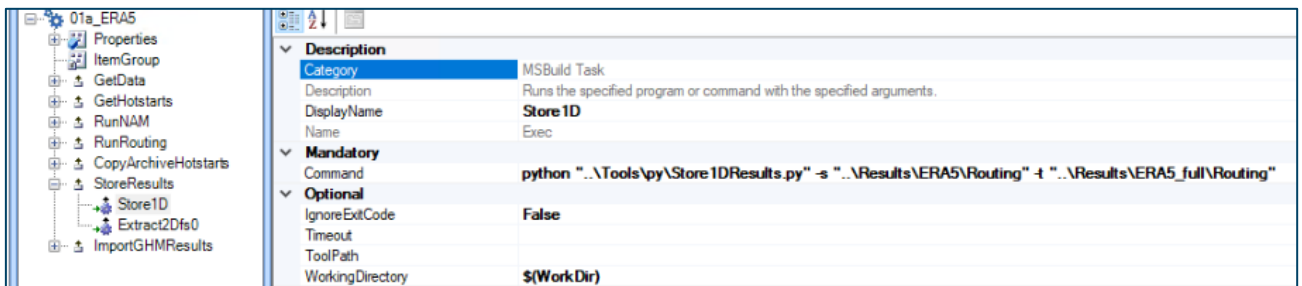 01a_ERA5
Properties
ItemGroup
GetData
GetHotstarts
RunNAM
RunRouting
CopyArchiveHotstarts
StoreResults
Store1D
Extract2Dfs0
ImportGHMResults
Description
Category MSBuild Task
Description Runs the specified program or command with the specified arguments.
DisplayName Store1D
Name Exec
Mandatory
Command python "..\Tools\py\Store1DResults.py" -s "..\Results\ERA5\Routing" -t "..\Results\ERA5_full\Routing"
Optional
IgnoreExitCode False
Timeout
ToolPath
WorkingDirectory $(WorkDir)